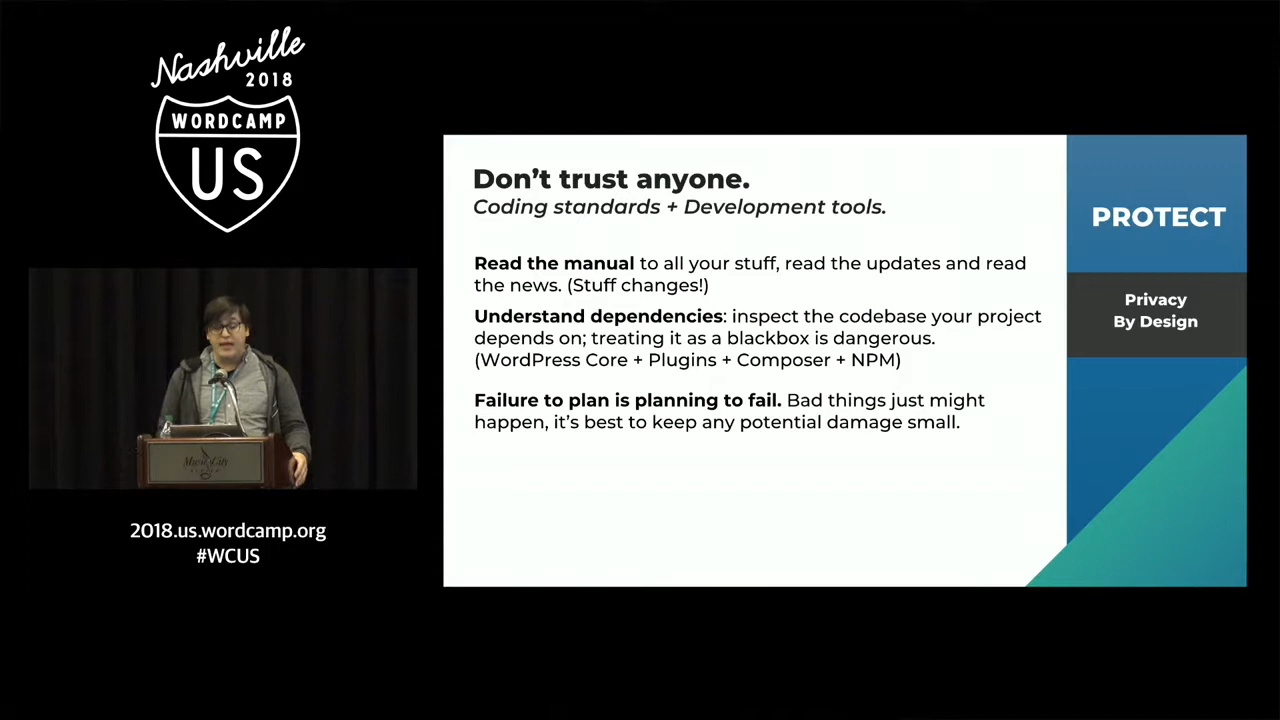 Nashville
2018
WORDCAMP
US
2018.us.wordcamp.org
#WCUS
Don’t trust anyone.
Coding standards + Development tools.
Read the manual to all your stuff, read the updates and read
the news. (Stuff changes!)
Understand dependencies: inspect the codebase your project
depends on; treating it as a blackbox is dangerous.
(WordPress Core + Plugins + Composer + NPM)
Failure to plan is planning to fail. Bad things just might
happen, it’s best to keep any potential damage small.
PROTECT
Privacy
By Design